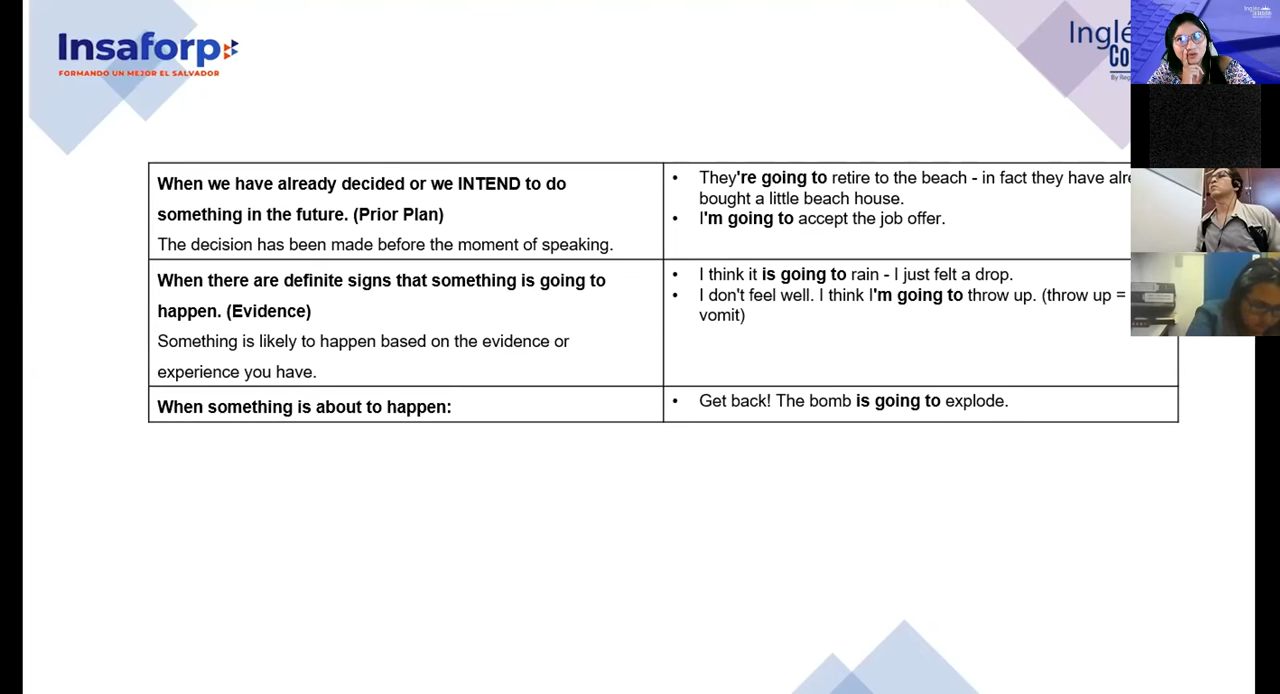 Insaforp
FORMANDO UN MEJOR EL SALVADOR
When we have already decided or we INTEND to do
something in the future. (Prior Plan)
The decision has been made before the moment of speaking.
• They're going to retire to the beach - in fact they have
bought a little beach house.
• I'm going to accept the job offer.
When there are definite signs that something is going to
happen. (Evidence)
Something is likely to happen based on the evidence or
experience you have.
• I think it is going to rain - I just felt a drop.
• I don't feel well. I think I'm going to throw up. (throw up =
vomit)
When something is about to happen:
• Get back! The bomb is going to explode.